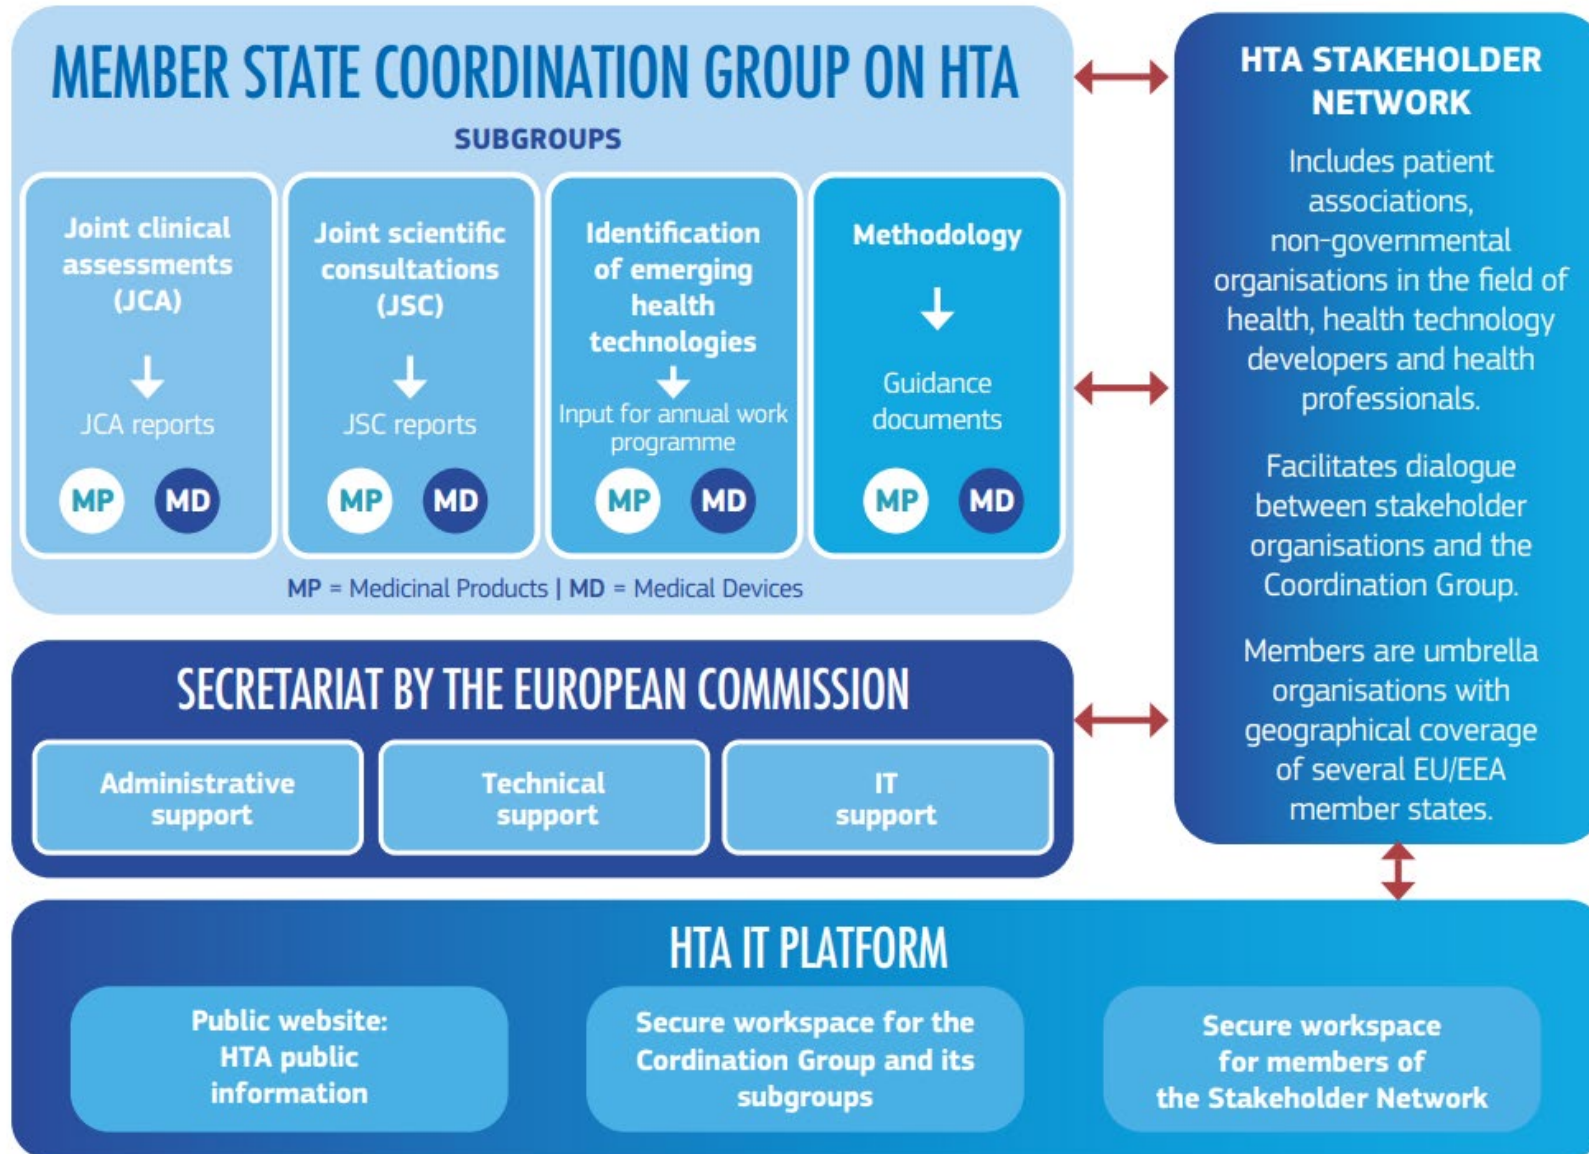 MEMBER STATE COORDINATION GROUP ON HTA
SUBGROUPS
Joint clinical
assessments
(JCA)
JCA reports
MP MD
Joint scientific
consultations
(JSC)
JSC reports
MP MD
Identification
of emerging
health
technologies
Input for annual work
programme
MP MD
Methodology
Guidance
documents
MP MD
MP = Medicinal Products | MD = Medical Devices
HTA STAKEHOLDER
NETWORK
Includes patient
associations,
non-governmental
organisations in the field of
health, health technology
developers and health
professionals.
Facilitates dialogue
between stakeholder
organisations and the
Coordination Group.
Members are umbrella
organisations with
geographical coverage
of several EU/EEA
member states.
SECRETARIAT BY THE EUROPEAN COMMISSION
Administrative
support
Technical
support
IT
support
HTA IT PLATFORM
Public website:
HTA public
information
Secure workspace for the
Cordination Group and its
subgroups
Secure workspace
for members of
the Stakeholder Network